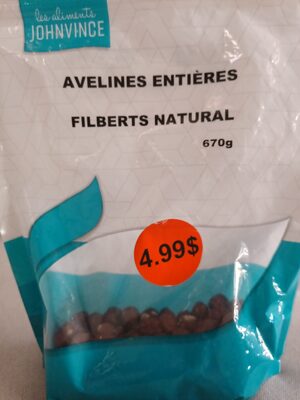 les aliments
JOHNVINCE
AVELINES ENTIÈRES
FILBERTS NATURAL
670g
4.99$